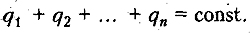 q₁ + q₂ + ... + qₙ = const.